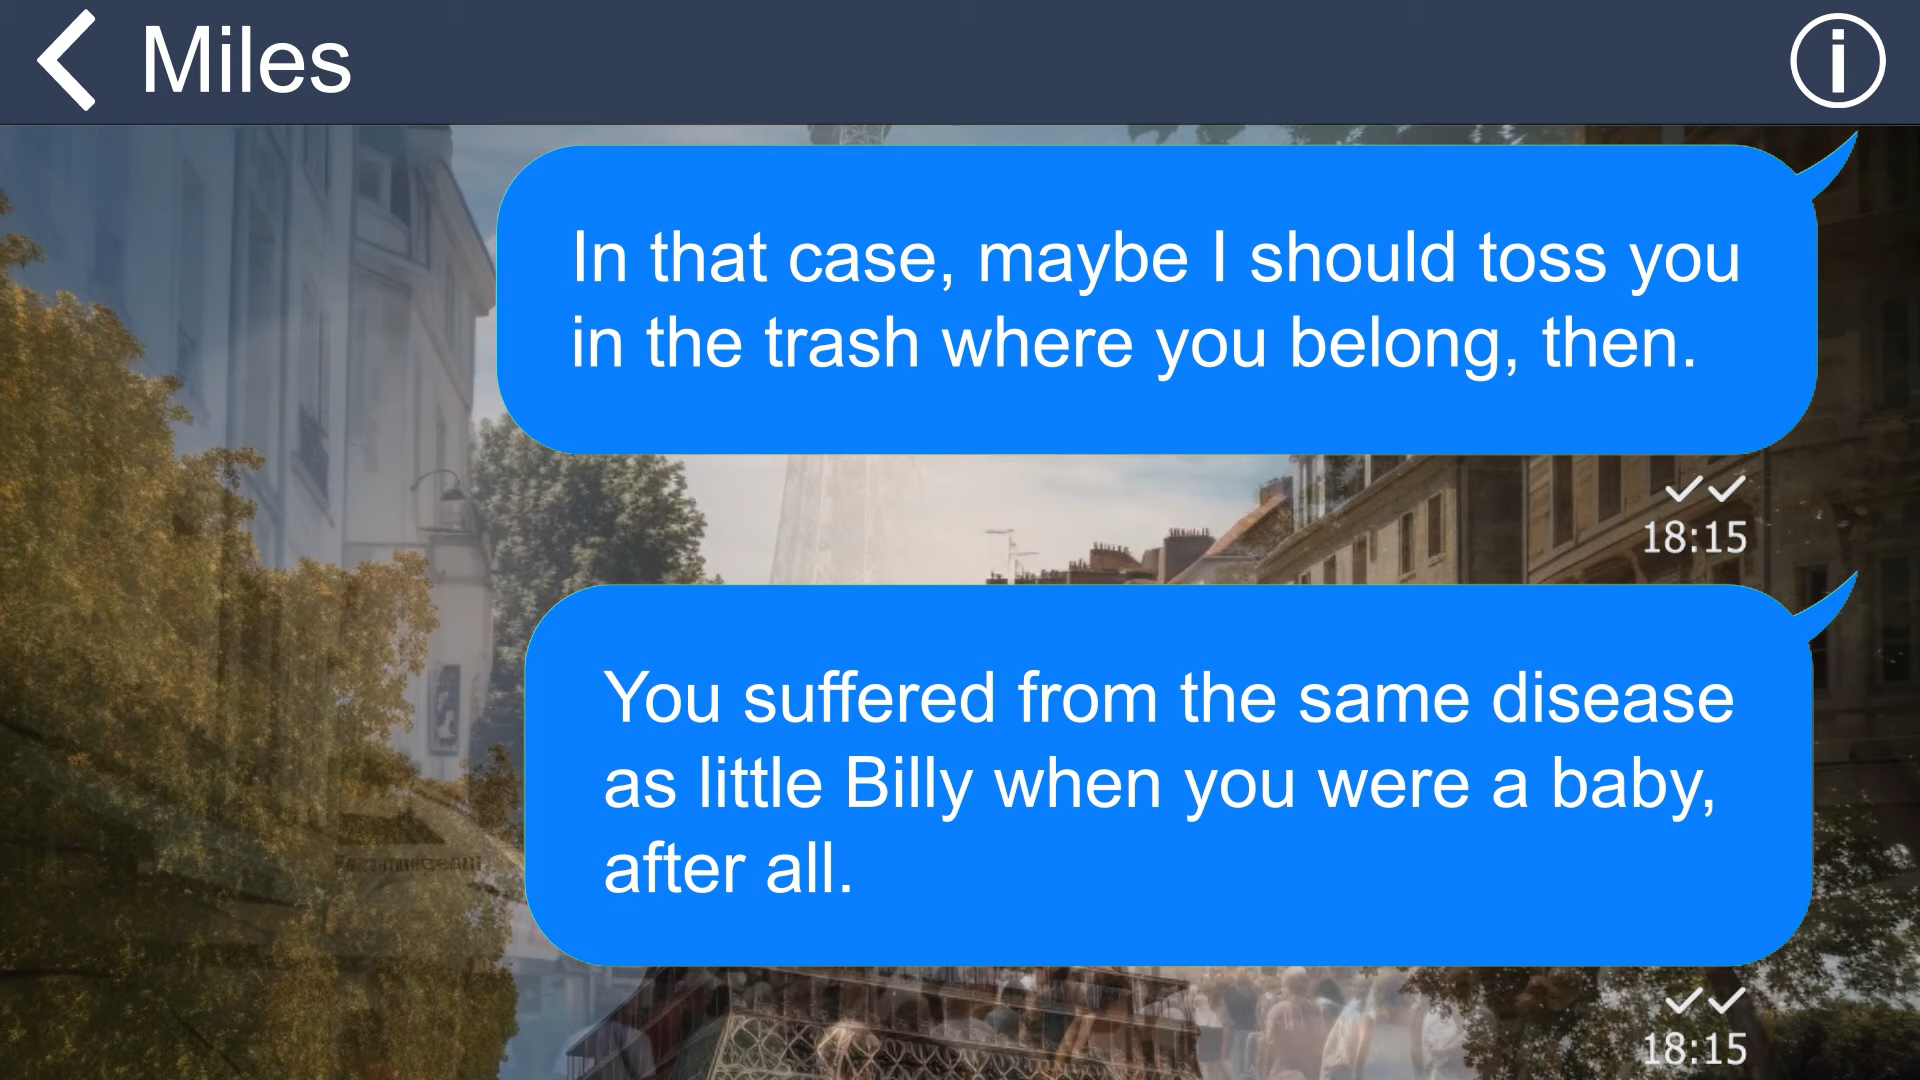 Miles
In that case, maybe I should toss you
in the trash where you belong, then.
18:15
You suffered from the same disease
as little Billy when you were a baby,
after all.
18:15